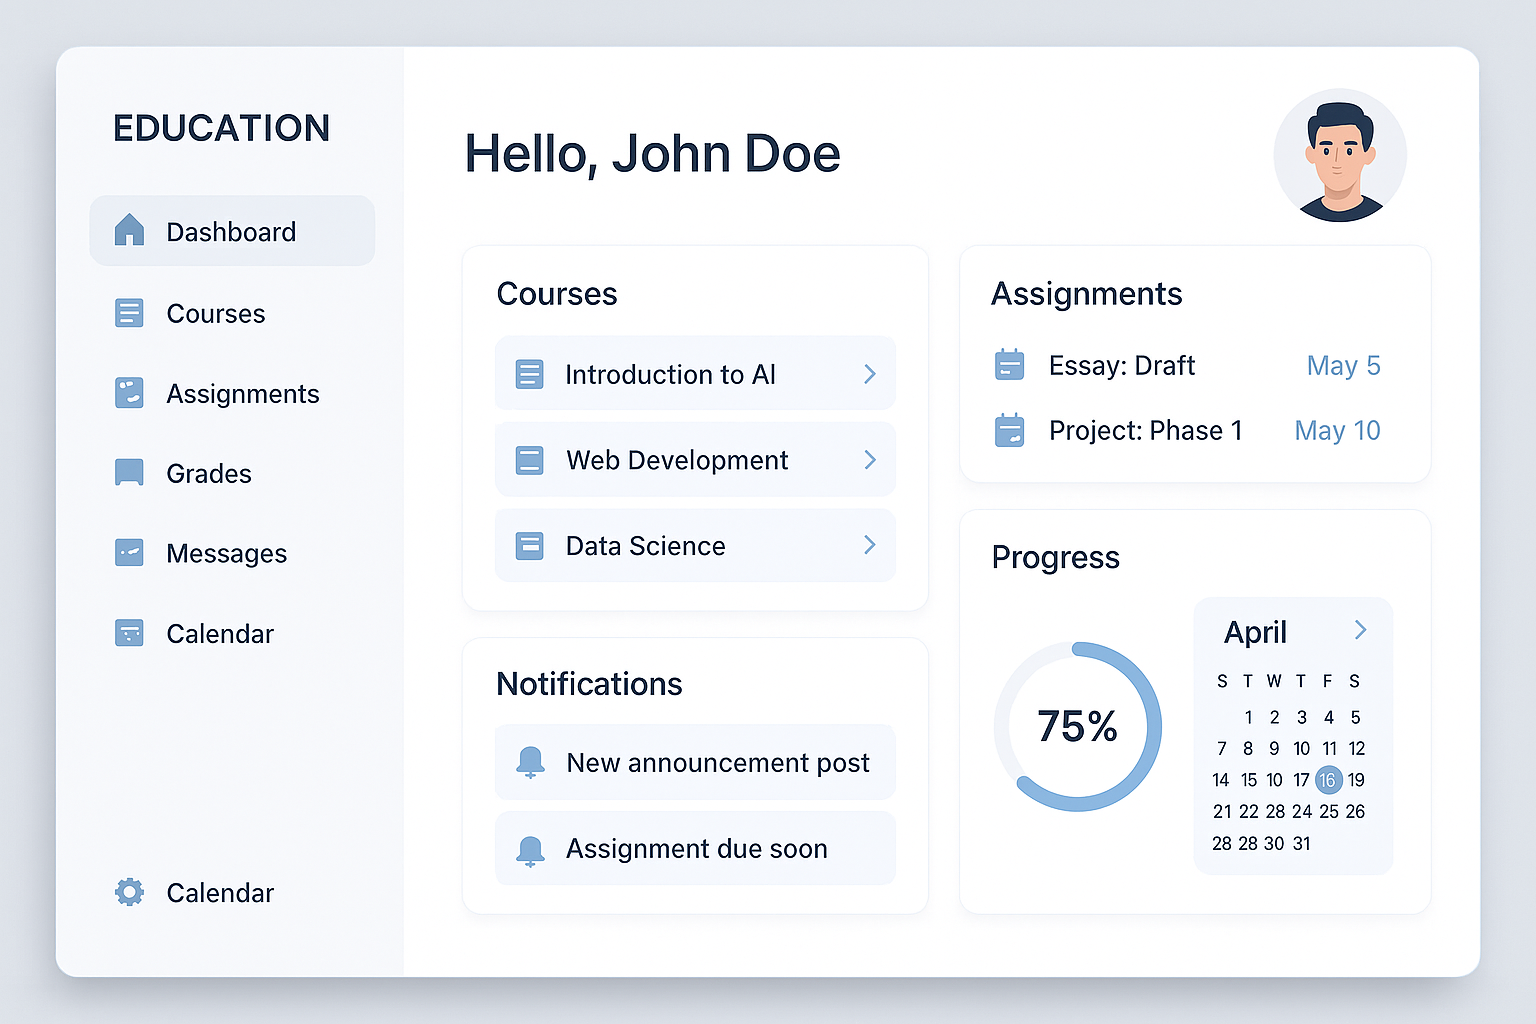 EDUCATION
Dashboard
Courses
Assignments
Grades
Messages
Calendar
Calendar
Hello, John Doe
Courses
Introduction to AI
Web Development
Data Science
Notifications
New announcement post
Assignment due soon
Assignments
Essay: Draft May 5
Project: Phase 1 May 10
Progress
75%
April
S T W T F S
1 2 3 4 5
7 8 9 10 11 12
14 15 10 17 16 19
21 22 28 24 25 26
28 28 30 31